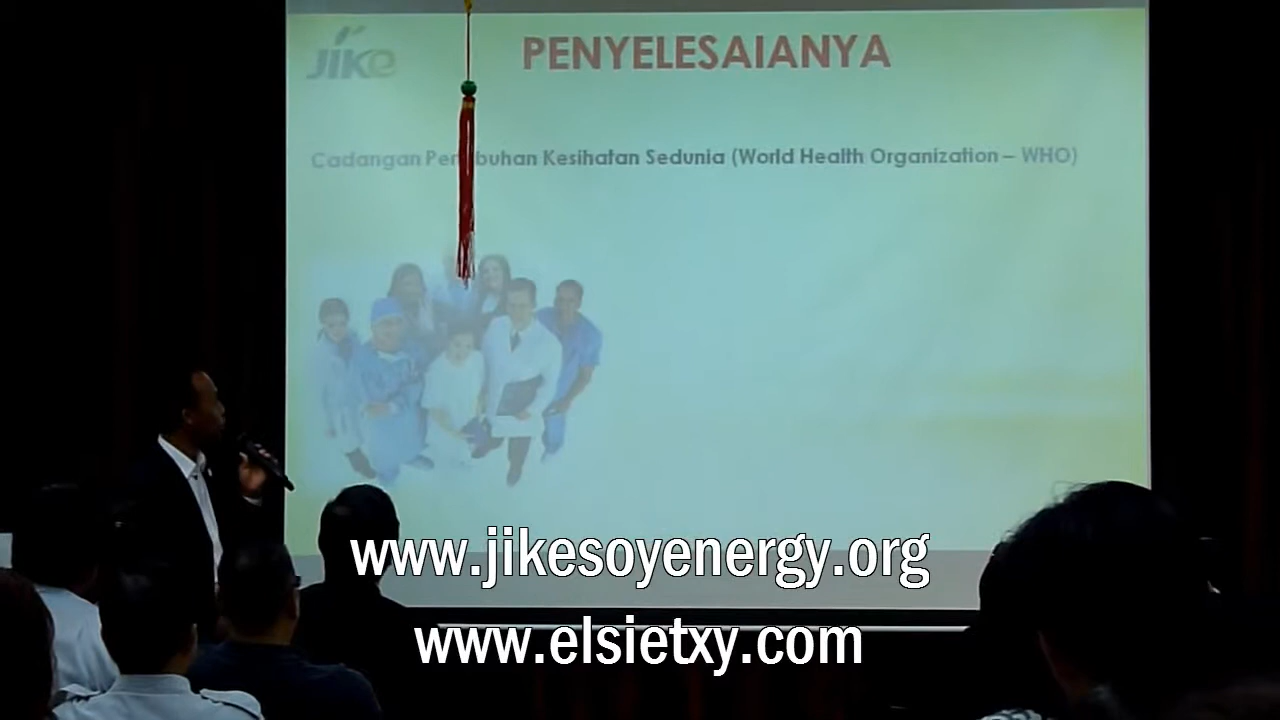 JIKE
PENYELESAIANYA
Cadangan Kesihatan Sedunia (World Health Organization – WHO)
www.jikesoyenergy.org
www.elsietxy.com